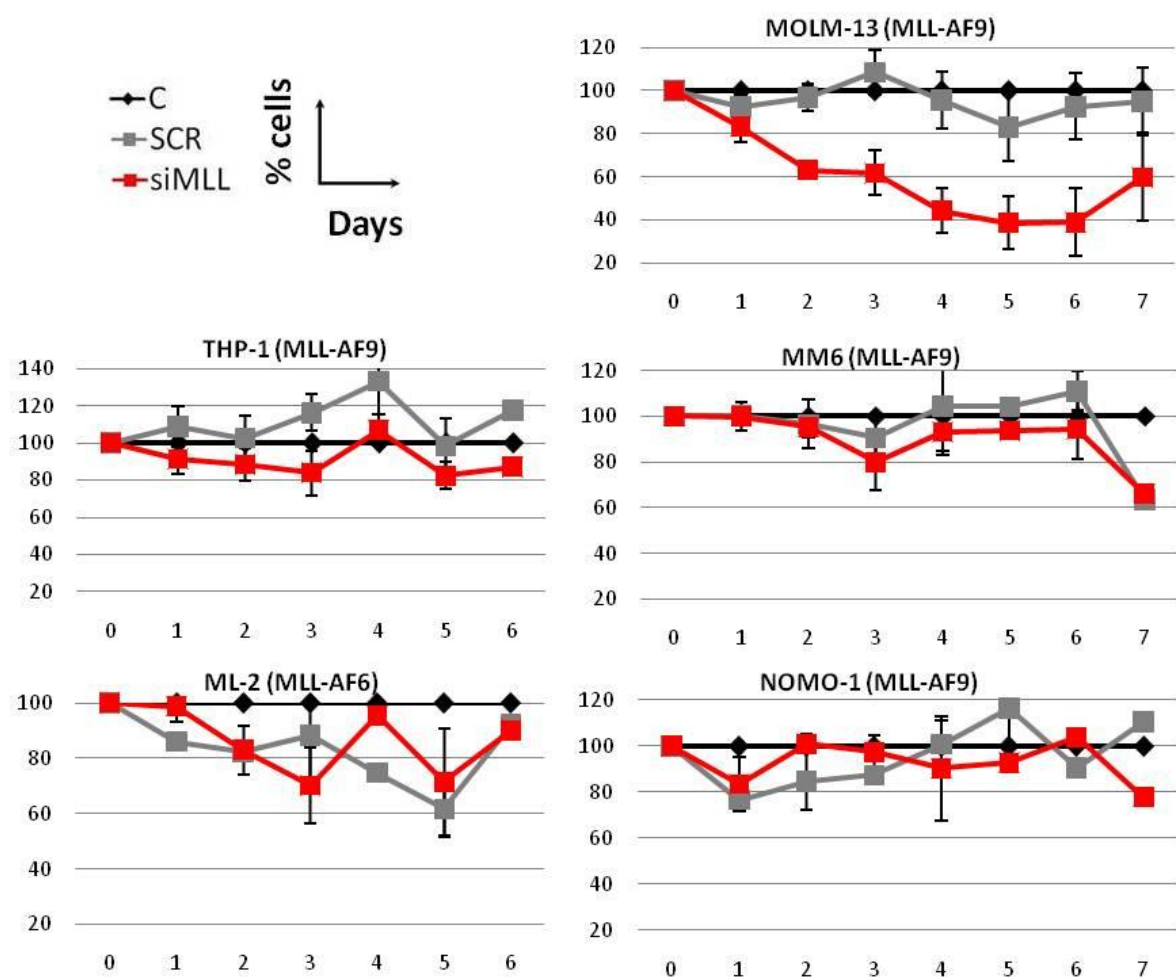 C
SCR
siMLL
% cells
Days
MOLM-13 (MLL-AF9)
120
100
80
60
40
20
0 1 2 3 4 5 6 7
THP-1 (MLL-AF9)
140
120
100
80
60
40
20
0 1 2 3 4 5 6
MM6 (MLL-AF9)
120
100
80
60
40
20
0 1 2 3 4 5 6 7
ML-2 (MLL-AF6)
100
80
60
40
20
0 1 2 3 4 5 6
NOMO-1 (MLL-AF9)
120
100
80
60
40
20
0 1 2 3 4 5 6 7